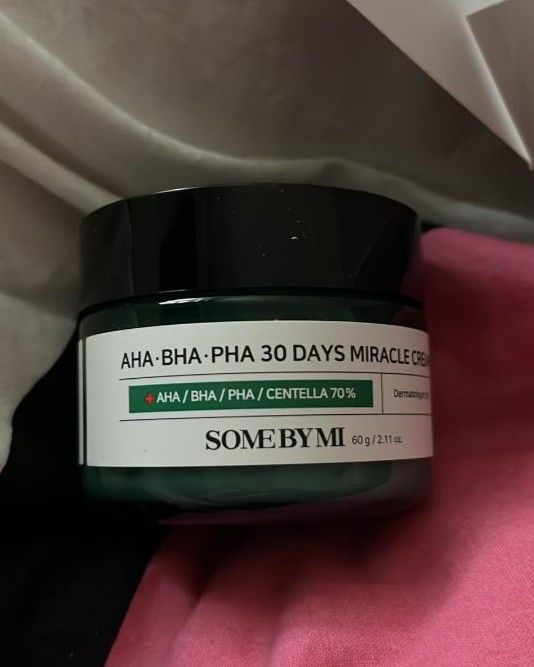 AHA·BHA·PHA 30 DAYS MIRACLE
+ AHA / BHA / PHA / CENTELLA 70%
SOME BY MI 60 g / 2.11 oz.